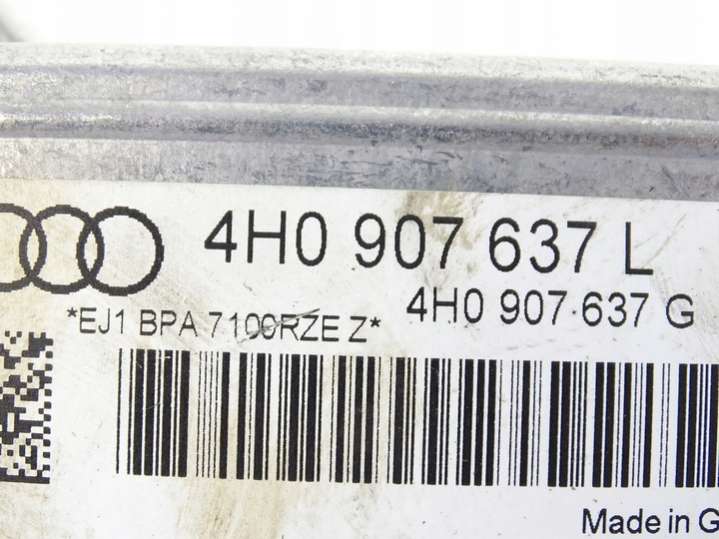 4H0 907 637 L
4H0 907 637 G
*EJ1 BPA 7100RZE Z*
Made in G